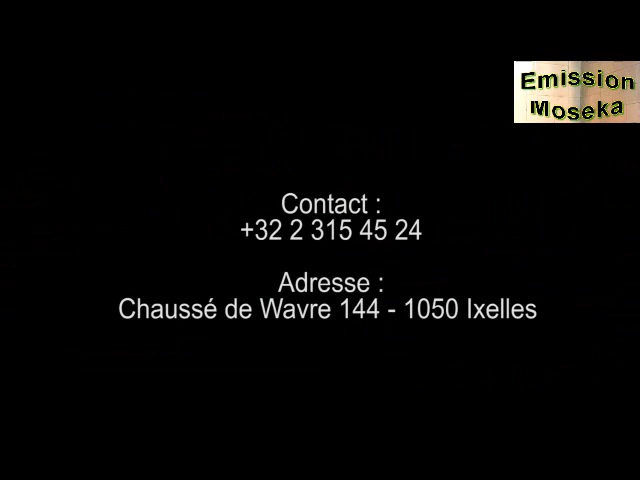 Emission
Moseka
Contact :
+32 2 315 45 24
Adresse :
Chaussé de Wavre 144 - 1050 Ixelles